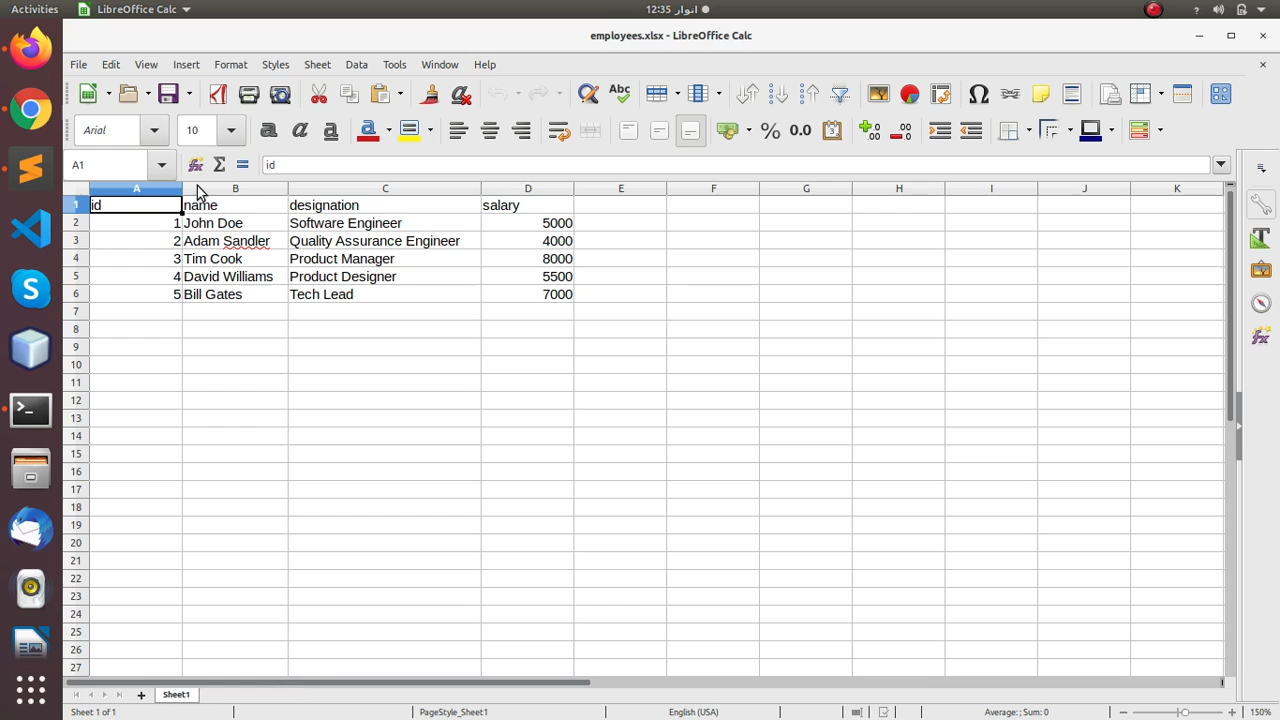 Activities LibreOffice Calc 12:35 اتوار
employees.xlsx - LibreOffice Calc
File Edit View Insert Format Styles Sheet Data Tools Window Help
Arial 10
A1 id
A B C D E F G H I J K
1 id name designation salary
2 1 John Doe Software Engineer 5000
3 2 Adam Sandler Quality Assurance Engineer 4000
4 3 Tim Cook Product Manager 8000
5 4 David Williams Product Designer 5500
6 5 Bill Gates Tech Lead 7000
7
8
9
10
11
12
13
14
15
16
17
18
19
20
21
22
23
24
25
26
27
Sheet1
Sheet 1 of 1 PageStyle_Sheet1 English (USA) Average: ; Sum: 0 150%